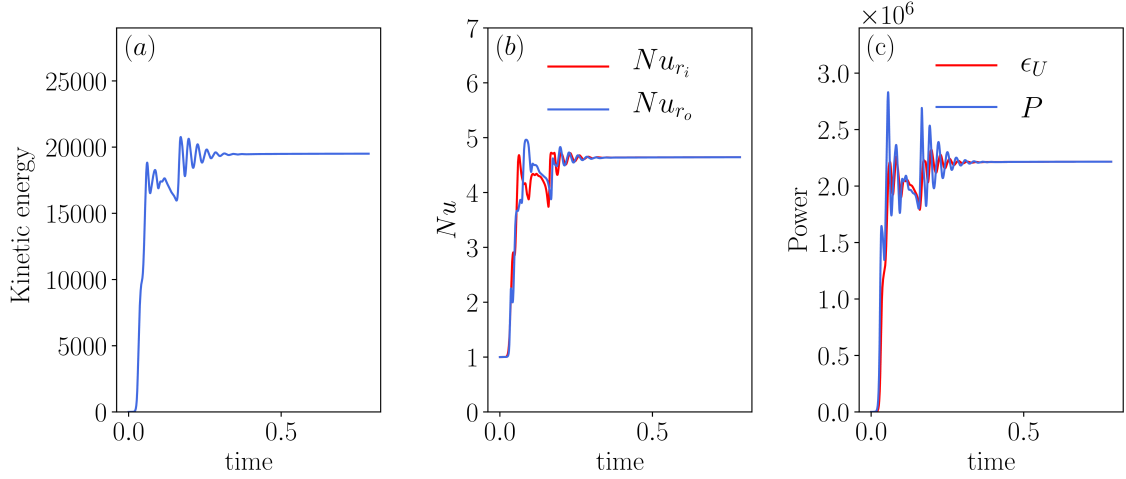 (a)
25000
20000
15000
10000
5000
0
Kinetic energy
0.0 0.5
time
(b)
7
6
5
4
3
2
1
0
Nu
Nu_{r_i}
Nu_{r_o}
0.0 0.5
time
×10^6
(c)
3.0
2.5
2.0
1.5
1.0
0.5
0.0
Power
ϵ_U
P
0.0 0.5
time